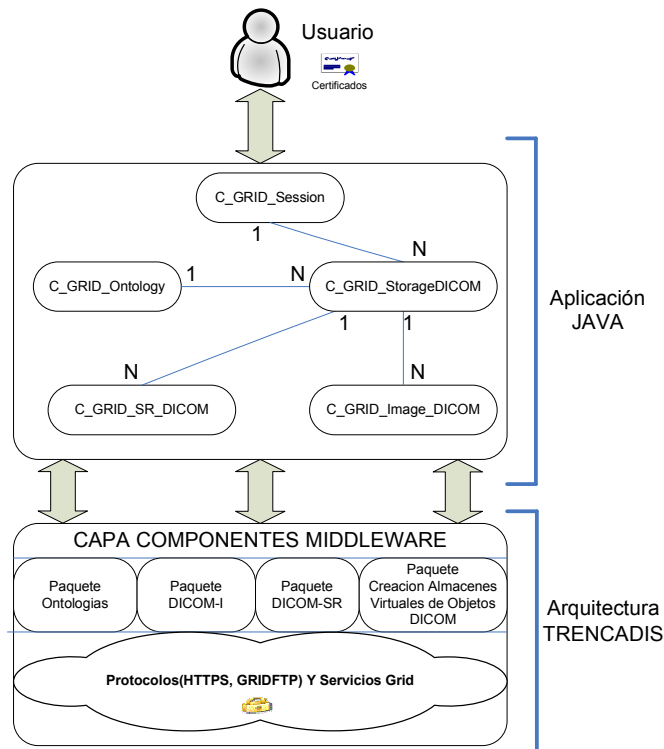 Usuario
Certificados
C_GRID_Session
1
N
C_GRID_Ontology
1
N
C_GRID_StorageDICOM
1
1
N
N
C_GRID_SR_DICOM
C_GRID_Image_DICOM
Aplicación
JAVA
CAPA COMPONENTES MIDDLEWARE
Paquete
Ontologias
Paquete
DICOM-I
Paquete
DICOM-SR
Paquete
Creacion Almacenes
Virtuales de Objetos
DICOM
Arquitectura
TRENCADIS
Protocolos(HTTPS, GRIDFTP) Y Servicios Grid